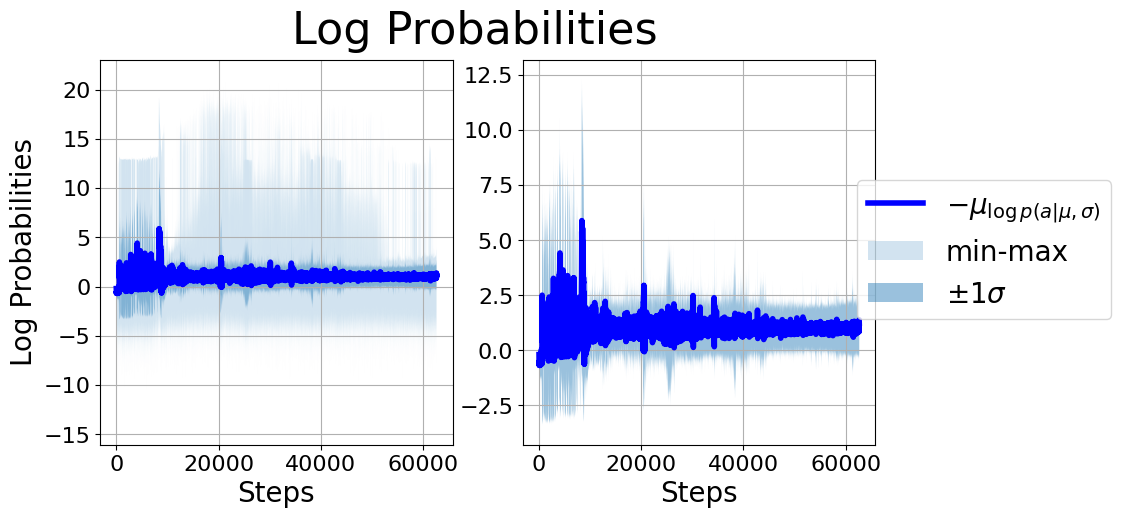 Log Probabilities
Log Probabilities
20
15
10
5
0
−5
−10
−15
0 20000 40000 60000
Steps
12.5
10.0
7.5
5.0
2.5
0.0
−2.5
0 20000 40000 60000
Steps
−μ_{log p(a|μ, σ)}
min-max
±1σ